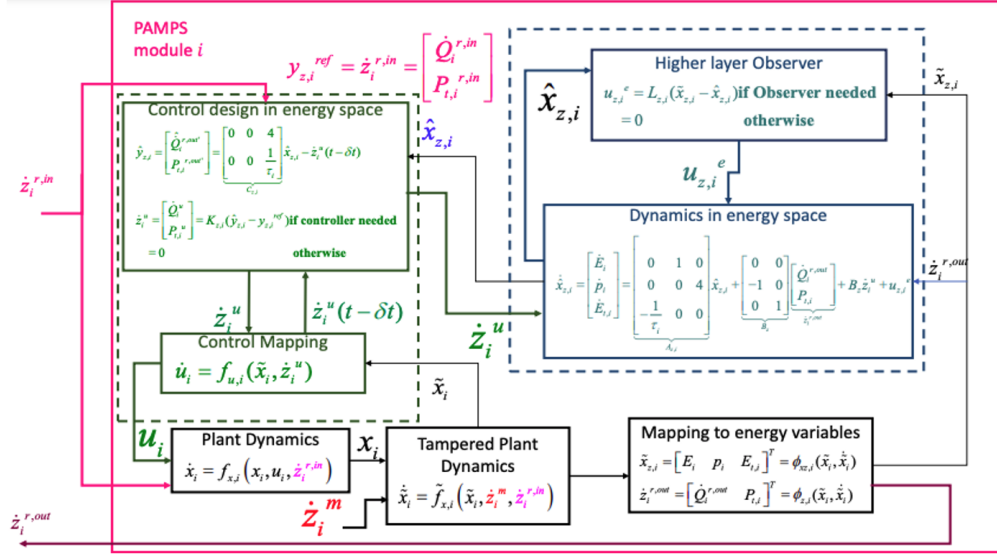 PAMPS
module i
y_{z,i}^{ref} = ż_i^{r,in} = [Q̇_i^{r,in} P_{t,i}^{r,in}]
Higher layer Observer
u_{z,i}^e = L_{z,i}(x̃_{z,i} − x̂_{z,i}) if Observer needed
= 0 otherwise
x̂_{z,i}
x̃_{z,i}
u_{z,i}^e
Control design in energy space
ŷ_{z,i} = [Q̇_i^{r,out} P_{t,i}^{r,out}] = [0 0 4; 0 0 1/τ_i] x̂_{z,i} − ż_i^u(t−δt)
C_{z,i}
ż_i^u = [Q̇_i^u P_{t,i}^u] = K_{z,i}(ŷ_{z,i} − y_{z,i}^{ref}) if controller needed
= 0 otherwise
x̂_{z,i}
ż_i^{r,in}
Dynamics in energy space
x̂̇_{z,i} = [Ė_i ṗ_i Ė_{t,i}] = [0 1 0; 0 0 4; −1/τ_i 0 0] x̂_{z,i} + [0 0; −1 0; 0 1] [Q̇_i^{r,out} P_{t,i}] + B_z ż_i^u + u_{z,i}^e
A_{z,i}
B_z
ż_i^{r,out}
ż_i^{r,out}
ż_i^u
ż_i^u(t−δt)
ż_i^u
Control Mapping
u̇_i = f_{u,i}(x̃_i, ż_i^u)
x̃_i
u_i
Plant Dynamics
ẋ_i = f_{x,i}(x_i, u_i, ż_i^{r,in})
x_i
Tampered Plant
Dynamics
x̃̇_i = f̃_{x,i}(x̃_i, ż_i^m, ż_i^{r,in})
ż_i^m
Mapping to energy variables
x̃_{z,i} = [E_i p_i E_{t,i}]^T = φ_{xz,i}(x̃_i, x̃̇_i)
ż_i^{r,out} = [Q̇_i^{r,out} P_{t,i}]^T = φ_{z,i}(x̃_i, x̃̇_i)
ż_i^{r,out}